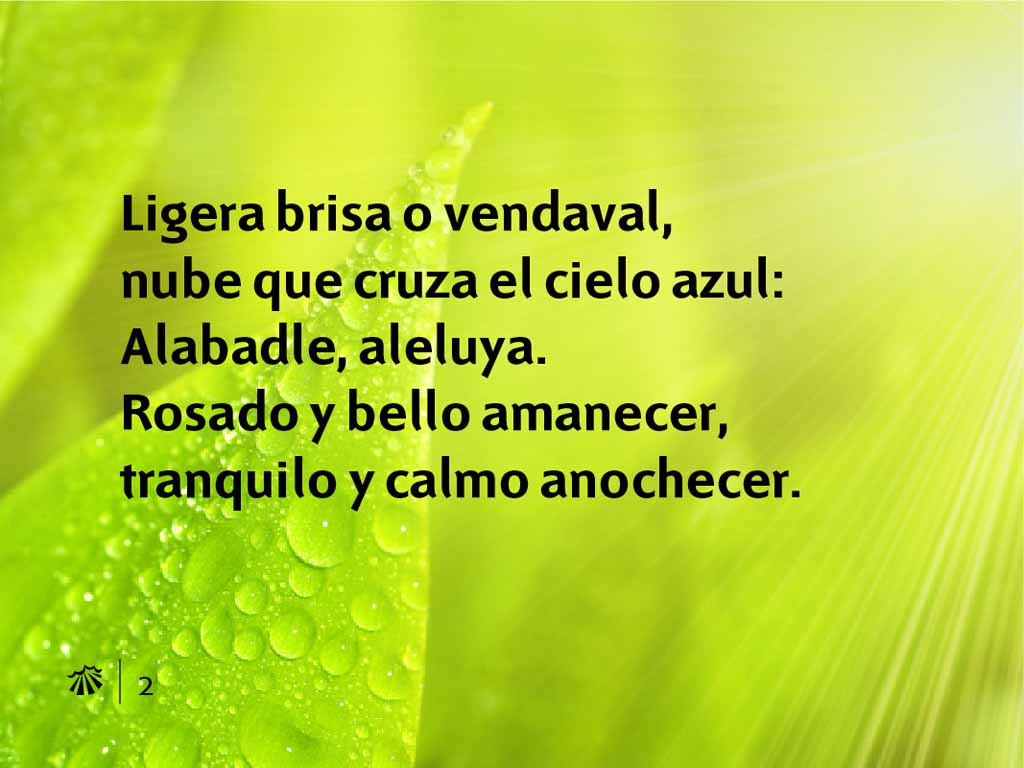 Ligera brisa o vendaval,
nube que cruza el cielo azul:
Alabadle, aleluya.
Rosado y bello amanecer,
tranquilo y calmo anochecer.
2